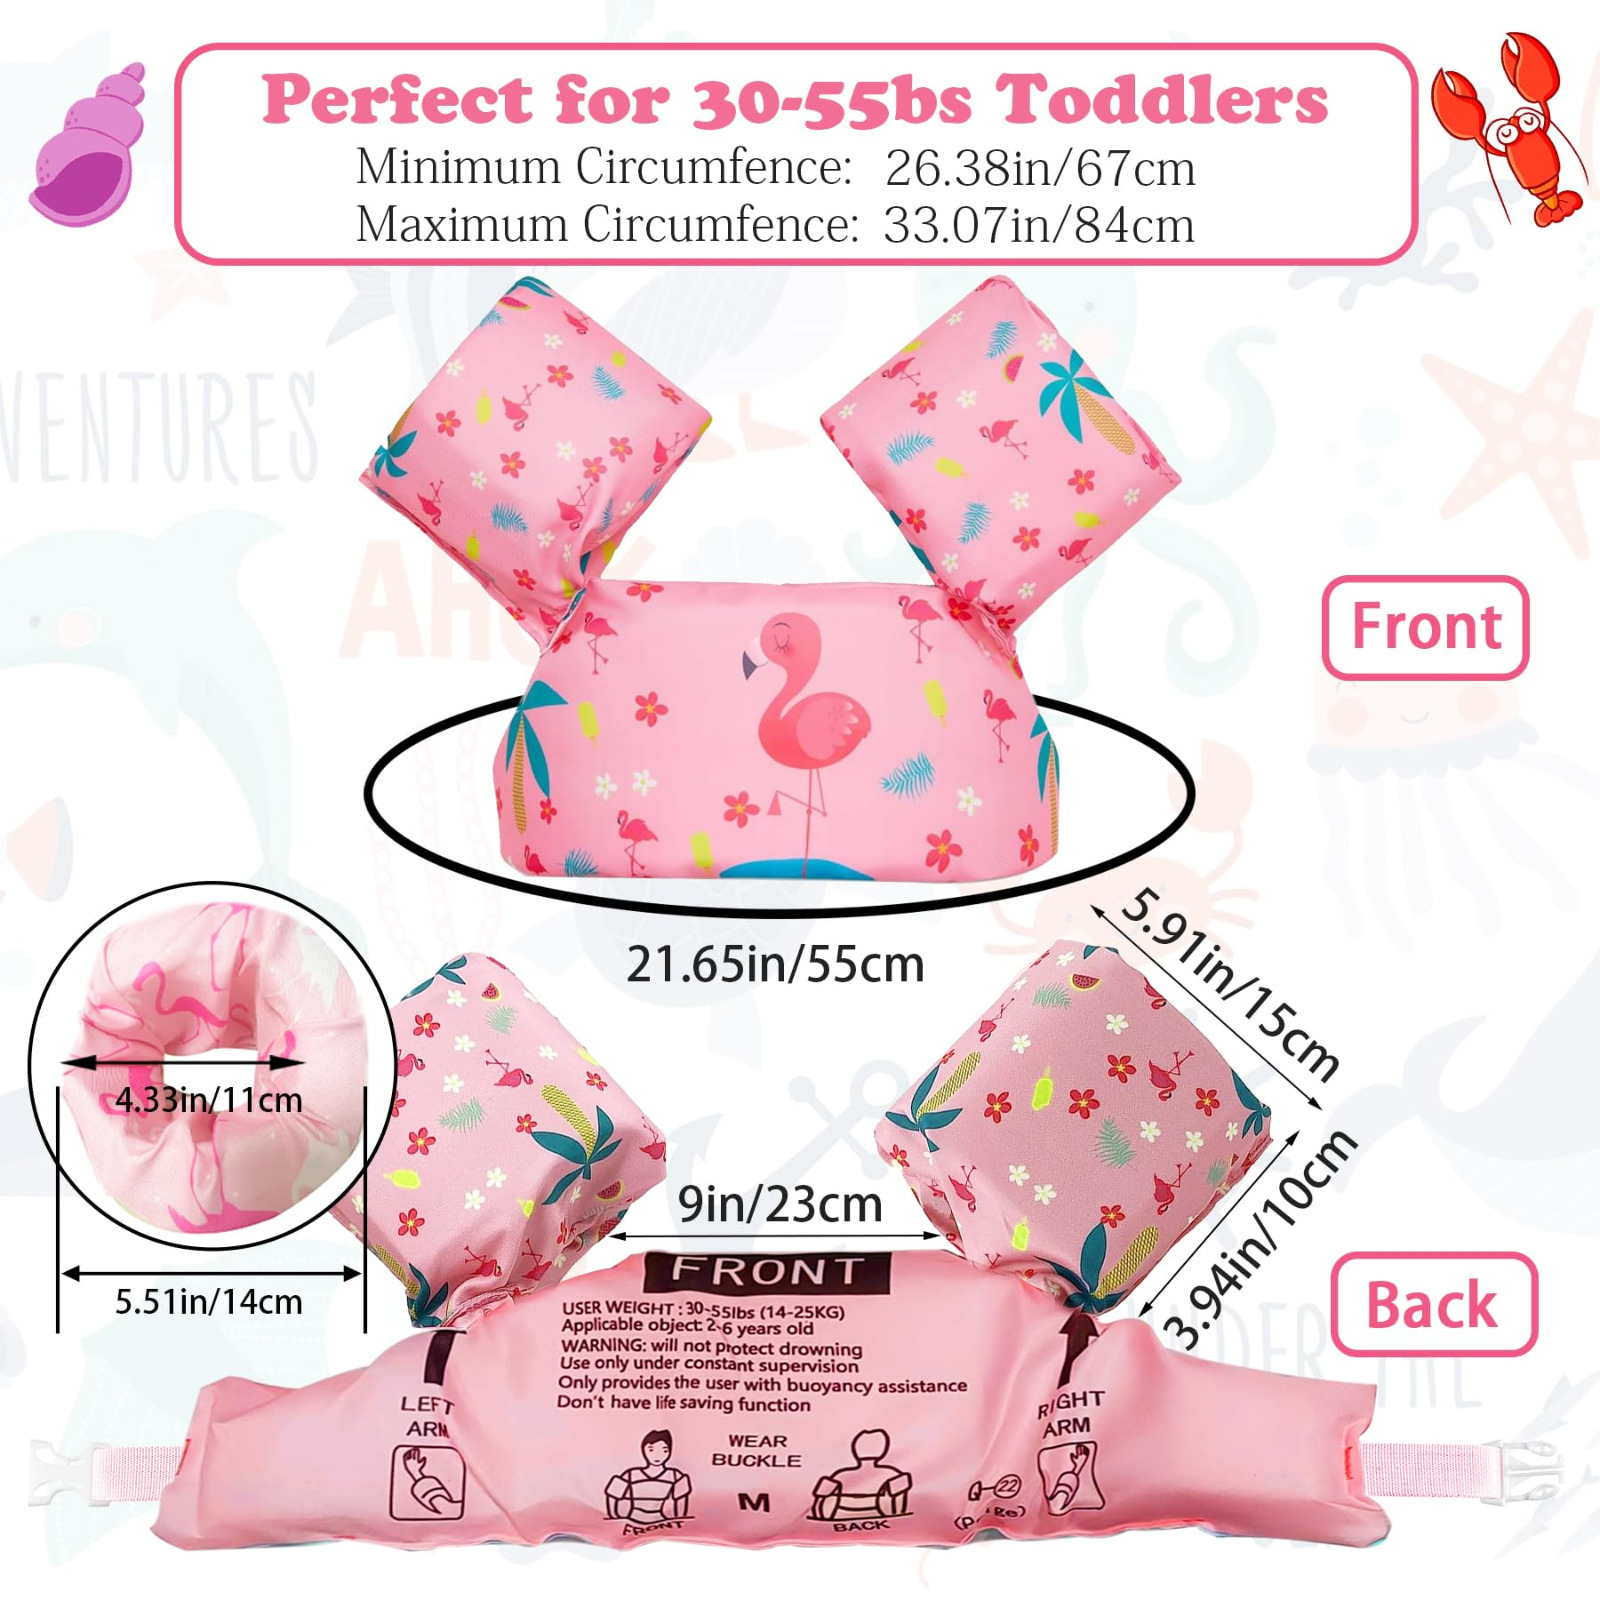 Perfect for 30-55bs Toddlers
Minimum Circumfence: 26.38in/67cm
Maximum Circumfence: 33.07in/84cm
VENTURES
Front
21.65in/55cm
5.91in/15cm
4.33in/11cm
5.51in/14cm
9in/23cm
3.94in/10cm
Back
FRONT
USER WEIGHT : 30-55lbs (14-25KG)
Applicable object 2-6 years old
WARNING: will not protect drowning
Use only under constant supervision
Only provides the user with buoyancy assistance
Don't have life saving function
LEFT
ARM
RIGHT
ARM
WEAR
BUCKLE
M
FRONT
BACK
22
THE